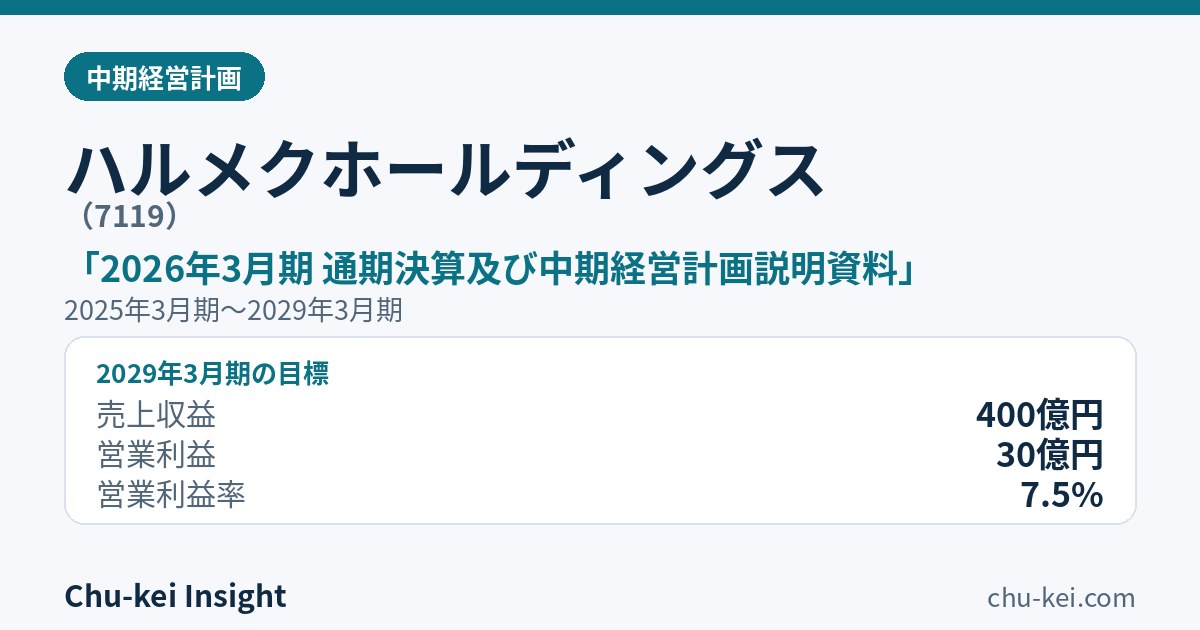 中期経営計画
ハルメクホールディングス
（7119）
「2026年3月期 通期決算及び中期経営計画説明資料」
2025年3月期〜2029年3月期
2029年3月期の目標
売上収益 400億円
営業利益 30億円
営業利益率 7.5%
Chu-kei Insight chu-kei.com